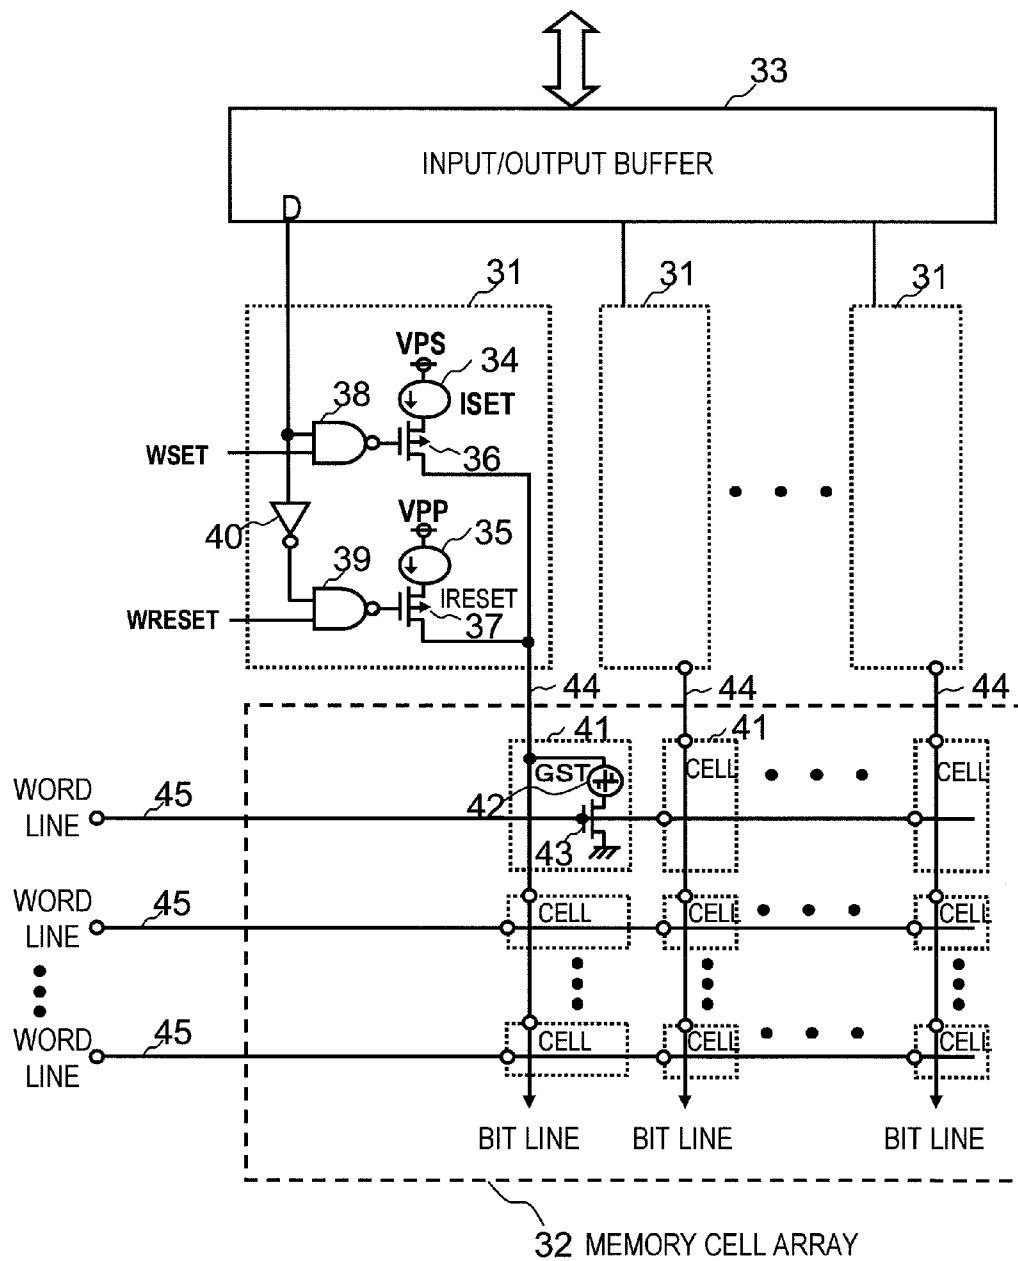 33
INPUT/OUTPUT BUFFER
D
31
31
31
VPS
34
ISET
38
WSET
36
VPP
40
35
39
IRESET
WRESET
37
44
44
44
41
41
GST
CELL
CELL
WORD
LINE
45
42
43
WORD
LINE
45
CELL
CELL
CELL
WORD
LINE
45
CELL
CELL
CELL
BIT LINE
BIT LINE
BIT LINE
32 MEMORY CELL ARRAY